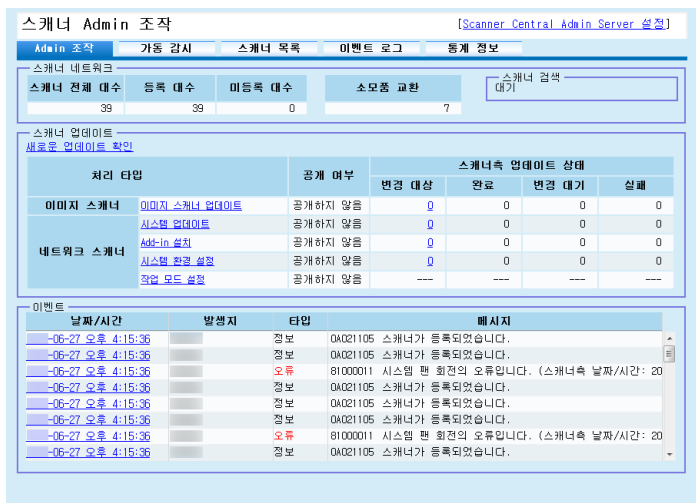 스캐너 Admin 조작 [Scanner Central Admin Server 설정]
Admin 조작 가동 감시 스캐너 목록 이벤트 로그 통계 정보
스캐너 네트워크
스캐너 전체 대수 등록 대수 미등록 대수 소모품 교환
39 39 0 7
스캐너 검색
대기
스캐너 업데이트
새로운 업데이트 확인
처리 타입 공개 여부 스캐너측 업데이트 상태
변경 대상 완료 변경 대기 실패
이미지 스캐너 이미지 스캐너 업데이트 공개하지 않음 0 0 0 0
네트워크 스캐너 시스템 업데이트 공개하지 않음 0 0 0 0
Add-in 설치 공개하지 않음 0 0 0 0
시스템 환경 설정 공개하지 않음 0 0 0 0
작업 모드 설정 공개하지 않음 --- --- --- ---
이벤트
날짜/시간 발생지 타입 메시지
-06-27 오후 4:15:36 정보 0A021105 스캐너가 등록되었습니다.
-06-27 오후 4:15:36 정보 0A021105 스캐너가 등록되었습니다.
-06-27 오후 4:15:36 오류 81000011 시스템 팬 회전의 오류입니다. (스캐너측 날짜/시간: 20
-06-27 오후 4:15:36 정보 0A021105 스캐너가 등록되었습니다.
-06-27 오후 4:15:36 정보 0A021105 스캐너가 등록되었습니다.
-06-27 오후 4:15:36 정보 0A021105 스캐너가 등록되었습니다.
-06-27 오후 4:15:36 오류 81000011 시스템 팬 회전의 오류입니다. (스캐너측 날짜/시간: 20
-06-27 오후 4:15:36 정보 0A021105 스캐너가 등록되었습니다.